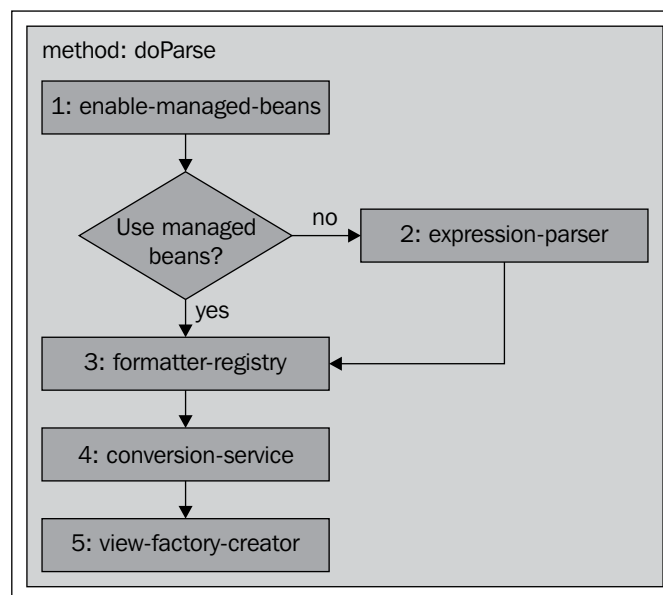 method: doParse
1: enable-managed-beans
Use managed
beans?
no
2: expression-parser
yes
3: formatter-registry
4: conversion-service
5: view-factory-creator